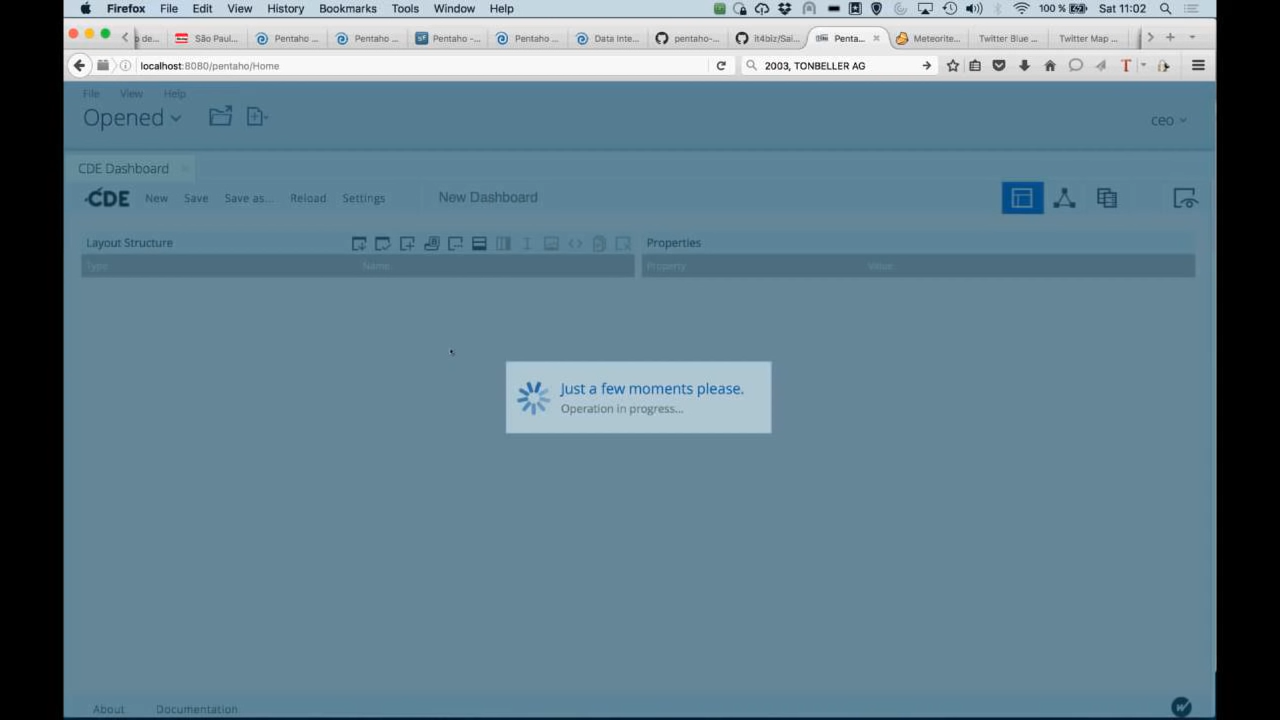 Firefox File Edit View History Bookmarks Tools Window Help 100 % Sat 11:02
de... São Paul... Pentaho ... Pentaho ... Pentaho -... Pentaho ... Data Inte... pentaho-... it4biz/Sai... Penta... Meteorite... Twitter Blue ... Twitter Map ...
localhost:8080/pentaho/Home 2003, TONBELLER AG
File View Help
Opened ceo
CDE Dashboard
CDE New Save Save as... Reload Settings New Dashboard
Layout Structure Properties
Type Name Property Value
Just a few moments please.
Operation in progress...
About Documentation